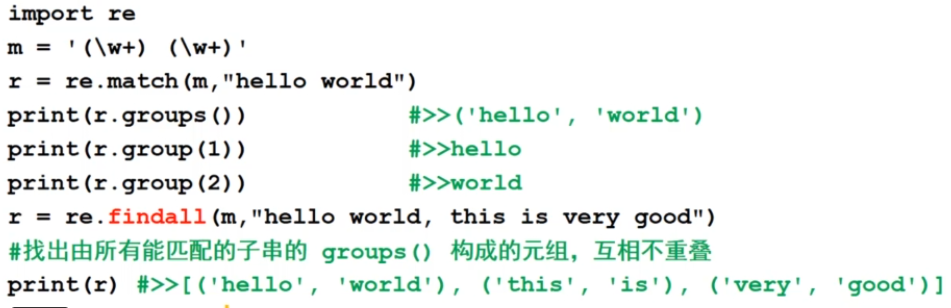 import re
m = '(\w+) (\w+)'
r = re.match(m,"hello world")
print(r.groups()) #>>('hello', 'world')
print(r.group(1)) #>>hello
print(r.group(2)) #>>world
r = re.findall(m,"hello world, this is very good")
#找出由所有能匹配的子串的 groups() 构成的元组，互相不重叠
print(r) #>>[('hello', 'world'), ('this', 'is'), ('very', 'good')]